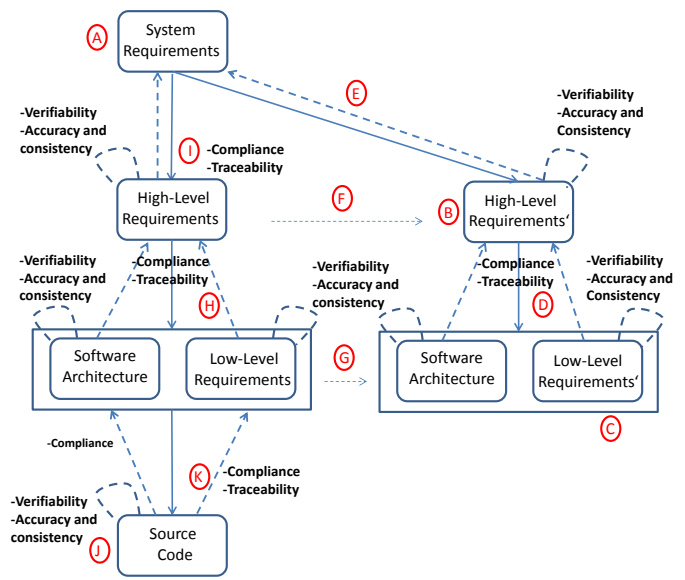 A
System
Requirements
E
-Verifiability
-Accuracy and
consistency
-Verifiability
-Accuracy and
Consistency
I
-Compliance
-Traceability
High-Level
Requirements
F
B
High-Level
Requirements‘
-Verifiability
-Accuracy and
consistency
-Compliance
-Traceability
-Verifiability
-Accuracy and
consistency
-Compliance
-Traceability
-Verifiability
-Accuracy and
Consistency
H
D
Software
Architecture
Low-Level
Requirements
G
Software
Architecture
Low-Level
Requirements‘
C
-Compliance
K
-Compliance
-Traceability
-Verifiability
-Accuracy and
consistency
J
Source
Code